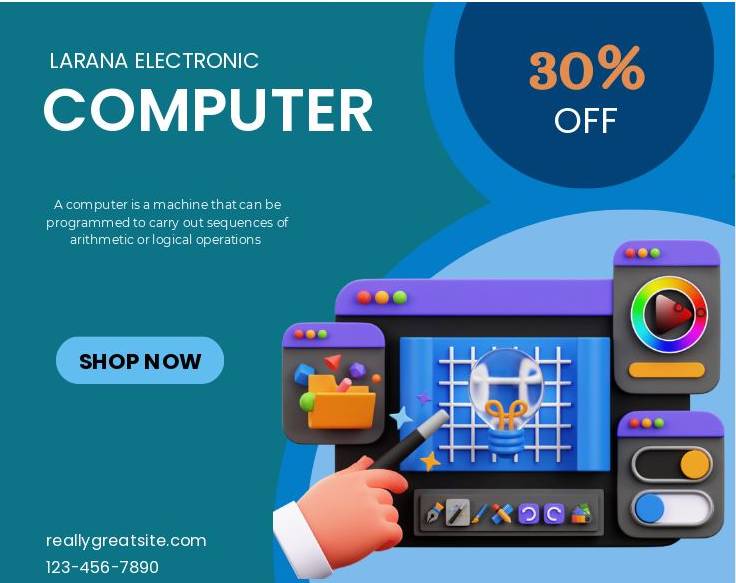 LARANA ELECTRONIC
COMPUTER
30%
OFF
A computer is a machine that can be
programmed to carry out sequences of
arithmetic or logical operations
SHOP NOW
reallygreatsite.com
123-456-7890